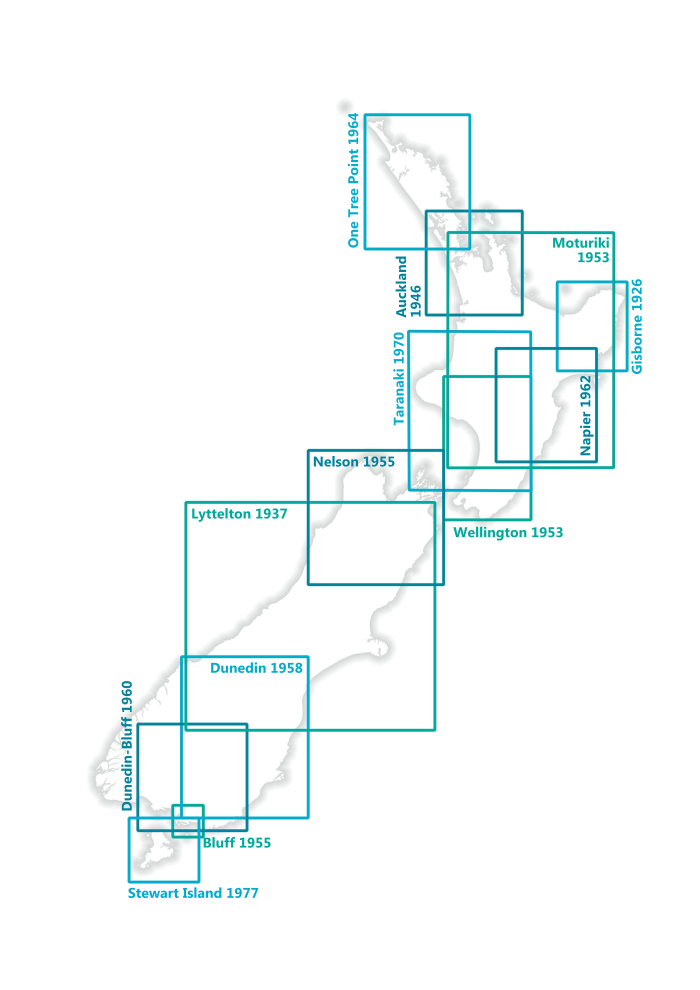 One Tree Point 1964
Moturiki
1953
Auckland
1946
Gisborne 1926
Taranaki 1970
Napier 1962
Nelson 1955
Lyttelton 1937
Wellington 1953
Dunedin 1958
Dunedin-Bluff 1960
Bluff 1955
Stewart Island 1977